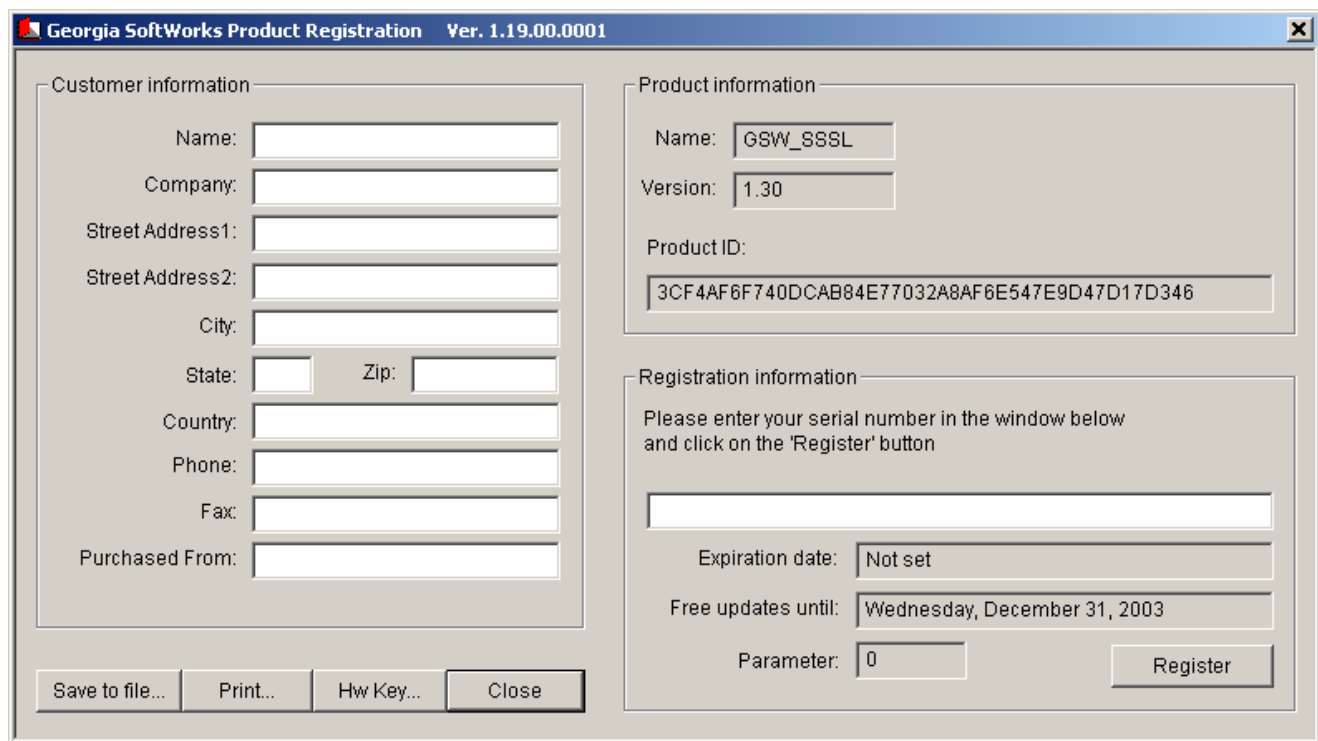 Georgia SoftWorks Product Registration Ver. 1.19.00.0001
Customer information
Name:
Company:
Street Address1:
Street Address2:
City:
State: Zip:
Country:
Phone:
Fax:
Purchased From:
Save to file... Print... Hw Key... Close
Product information
Name: GSW_SSSL
Version: 1.30
Product ID:
3CF4AF6F740DCAB84E77032A8AF6E547E9D47D17D346
Registration information
Please enter your serial number in the window below
and click on the 'Register' button
Expiration date: Not set
Free updates until: Wednesday, December 31, 2003
Parameter: 0
Register